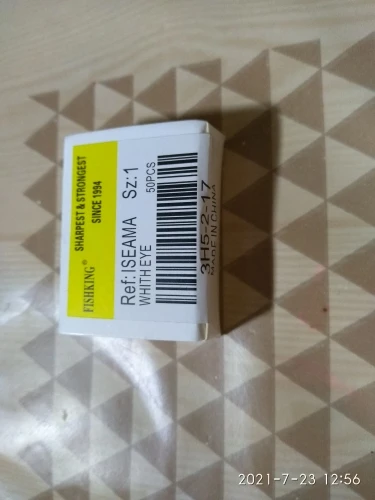 FISHKING®
SHARPEST & STRONGEST
SINCE 1994
Ref: ISEAMA Sz: 1
WHITH EYE
50PCS
3H5-2-17
MADE IN CHINA
2021-7-23 12:56